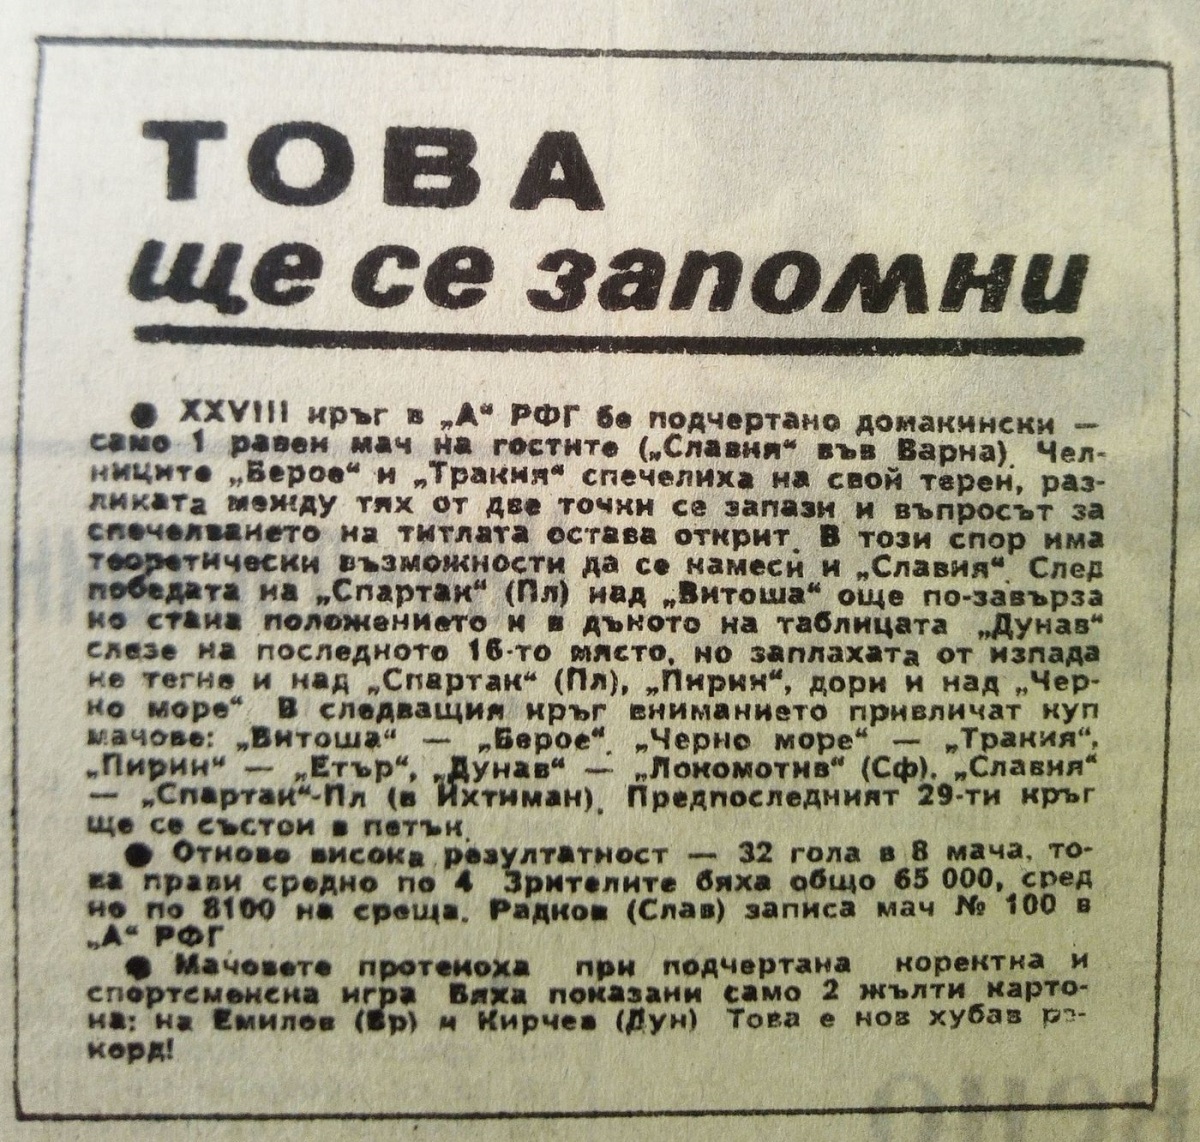 ТОВА
ще се запомни
● XXVIII кръг в „А“ РФГ бе подчертано домакински —
само 1 равен мач на гостите („Славия“ във Варна). Чел-
ниците „Берое“ и „Тракия“ спечелиха на свой терен, раз-
ликата между тях от две точки се запази и въпросът за
спечелването на титлата остава открит. В този спор има
теоретически възможности да се намеси и „Славия“. След
победата на „Спартак“ (Пл) над „Витоша“ още по-завърза
но стана положението и в дъното на таблицата „Дунав“
слезе на последното 16-то място, но заплахата от изпада
не тегне и над „Спартак“ (Пл), „Пирин“, дори и над „Чер-
но море“ В следващия кръг вниманието привличат куп
мачове: „Витоша“ — „Берое“, „Черно море“ — „Тракия“,
„Пирин“ — „Етър“, „Дунав“ — „Локомотив“ (Сф), „Славия“
— „Спартак“-Пл (в Ихтиман). Предпоследният 29-ти кръг
ще се състои в петък.
● Отново висока резултатност — 32 гола в 8 мача, то-
ва прави средно по 4 Зрителите бяха общо 65 000, сред
но по 8100 на среща. Радков (Слав) записа мач № 100 в
„А“ РФГ
● Мачовете протекоха при подчертана коректна и
спортсменска игра Бяха показани само 2 жълти карто-
на: на Емилов (Бр) и Кирчев (Дун) Това е нов хубав ре-
корд!